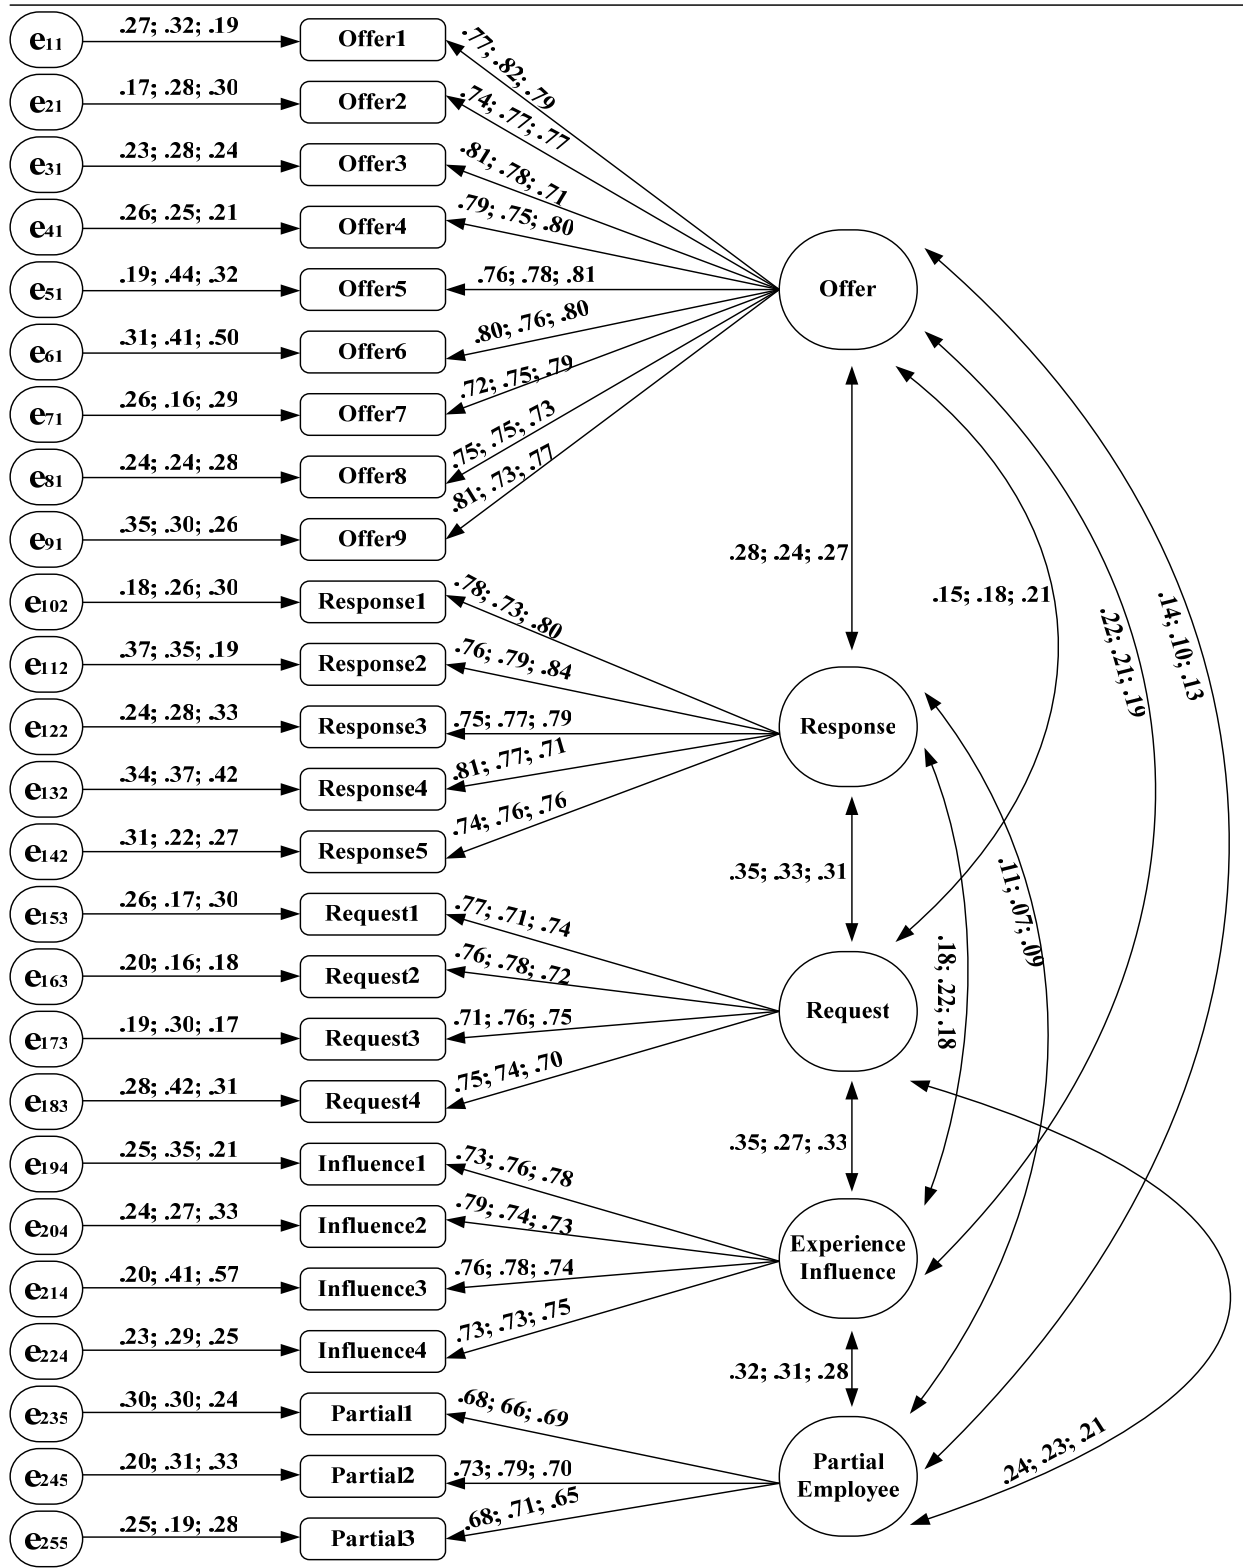 e11 .27; .32; .19 Offer1 .77; .82; .79
e21 .17; .28; .30 Offer2 .74; .77; .77
e31 .23; .28; .24 Offer3 .81; .78; .71
e41 .26; .25; .21 Offer4 .79; .75; .80
e51 .19; .44; .32 Offer5 .76; .78; .81
Offer
e61 .31; .41; .50 Offer6 .80; .76; .80
e71 .26; .16; .29 Offer7 .72; .75; .79
e81 .24; .24; .28 Offer8 .75; .75; .73
e91 .35; .30; .26 Offer9 .81; .73; .77
.28; .24; .27
.15; .18; .21
.22; .21; .19
.14; .10; .13
e102 .18; .26; .30 Response1 .78; .73; .80
e112 .37; .35; .19 Response2 .76; .79; .84
e122 .24; .28; .33 Response3 .75; .77; .79
Response
e132 .34; .37; .42 Response4 .81; .77; .71
e142 .31; .22; .27 Response5 .74; .76; .76
.35; .33; .31
.11; .07; .09
.18; .22; .18
e153 .26; .17; .30 Request1 .77; .71; .74
e163 .20; .16; .18 Request2 .76; .78; .72
Request
e173 .19; .30; .17 Request3 .71; .76; .75
e183 .28; .42; .31 Request4 .75; 74; .70
.35; .27; .33
e194 .25; .35; .21 Influence1 .73; .76; .78
e204 .24; .27; .33 Influence2 .79; .74; .73
Experience
Influence
e214 .20; .41; .57 Influence3 .76; .78; .74
e224 .23; .29; .25 Influence4 .73; .73; .75
.32; .31; .28
e235 .30; .30; .24 Partial1 .68; 66; .69
e245 .20; .31; .33 Partial2 .73; .79; .70
Partial
Employee
.24; .23; .21
e255 .25; .19; .28 Partial3 .68; .71; .65